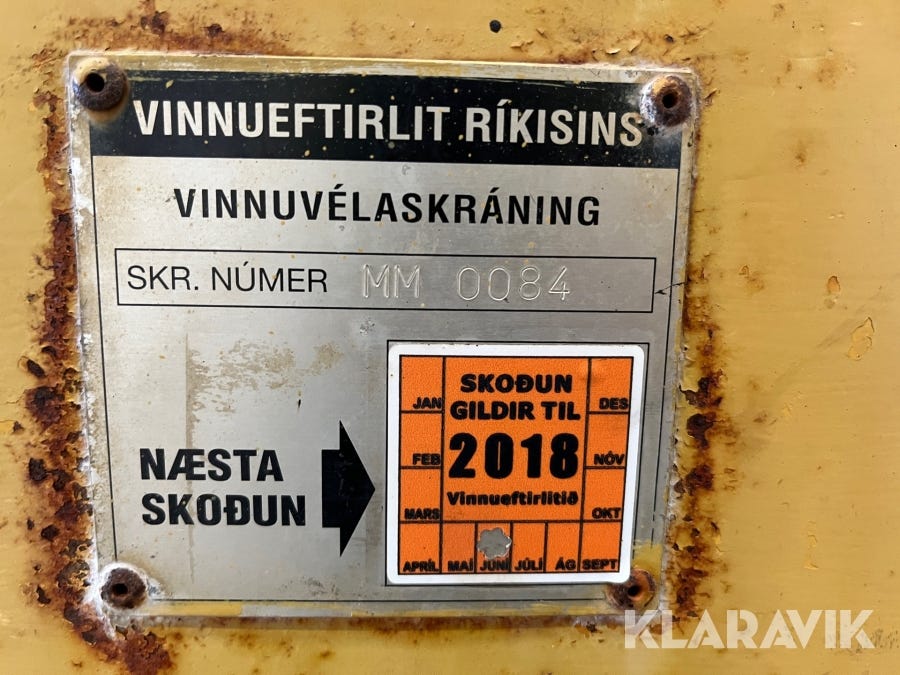 VINNUEFTIRLIT RÍKISINS
VINNUVÉLASKRÁNING
SKR. NÚMER MM 0084
NÆSTA
SKOÐUN
SKOÐUN
GILDIR TIL
2018
Vinnueftirlitið
JAN
FEB
MARS
APRÍL MAÍ JÚNÍ JÚLÍ ÁG SEPT
OKT
NÓV
DES
KLARAVIK